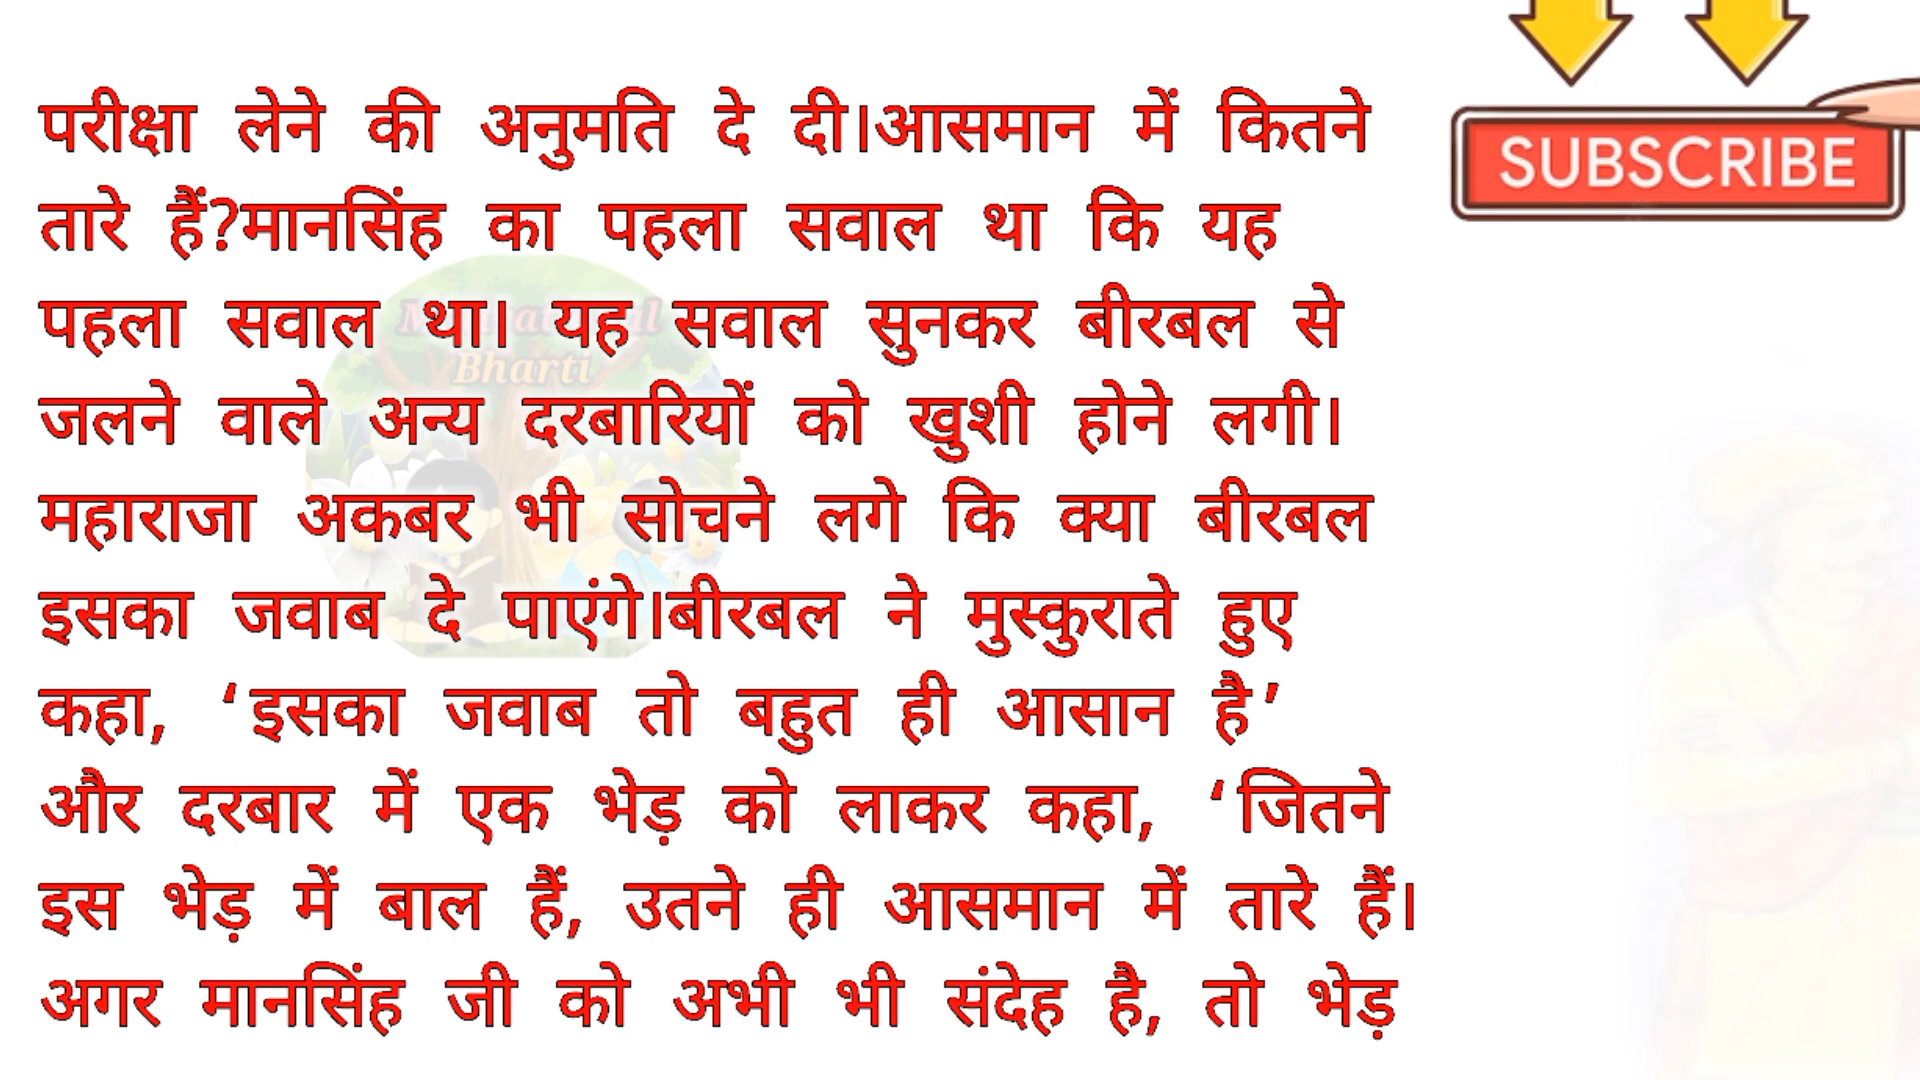 परीक्षा लेने की अनुमति दे दी।आसमान में कितने
तारे हैं?मानसिंह का पहला सवाल था कि यह
पहला सवाल था। यह सवाल सुनकर बीरबल से
जलने वाले अन्य दरबारियों को खुशी होने लगी।
महाराजा अकबर भी सोचने लगे कि क्या बीरबल
इसका जवाब दे पाएंगे।बीरबल ने मुस्कुराते हुए
कहा, ‘इसका जवाब तो बहुत ही आसान है’
और दरबार में एक भेड़ को लाकर कहा, ‘जितने
इस भेड़ में बाल हैं, उतने ही आसमान में तारे हैं।
अगर मानसिंह जी को अभी भी संदेह है, तो भेड़
SUBSCRIBE
Bharti